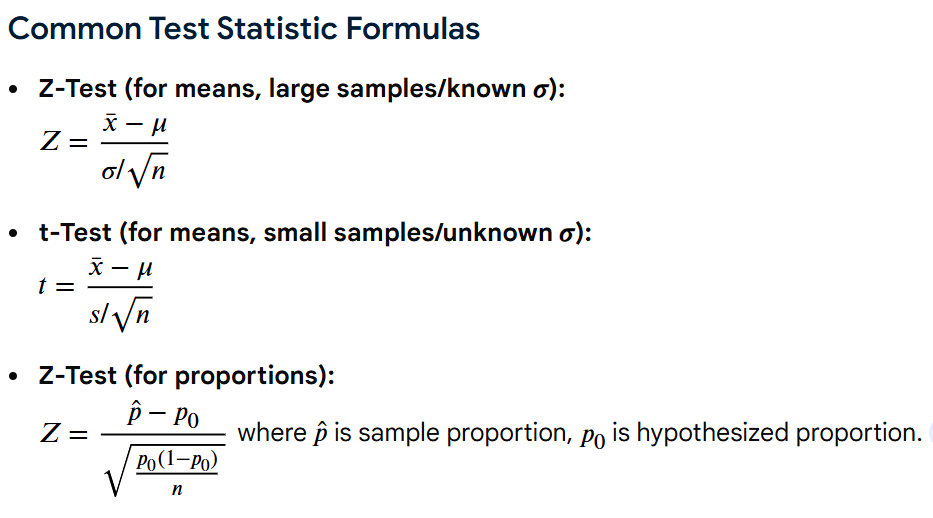 Common Test Statistic Formulas
• Z-Test (for means, large samples/known σ):
Z = (x̄ − μ) / (σ/√n)
• t-Test (for means, small samples/unknown σ):
t = (x̄ − μ) / (s/√n)
• Z-Test (for proportions):
Z = (p̂ − p₀) / √(p₀(1−p₀)/n) where p̂ is sample proportion, p₀ is hypothesized proportion.